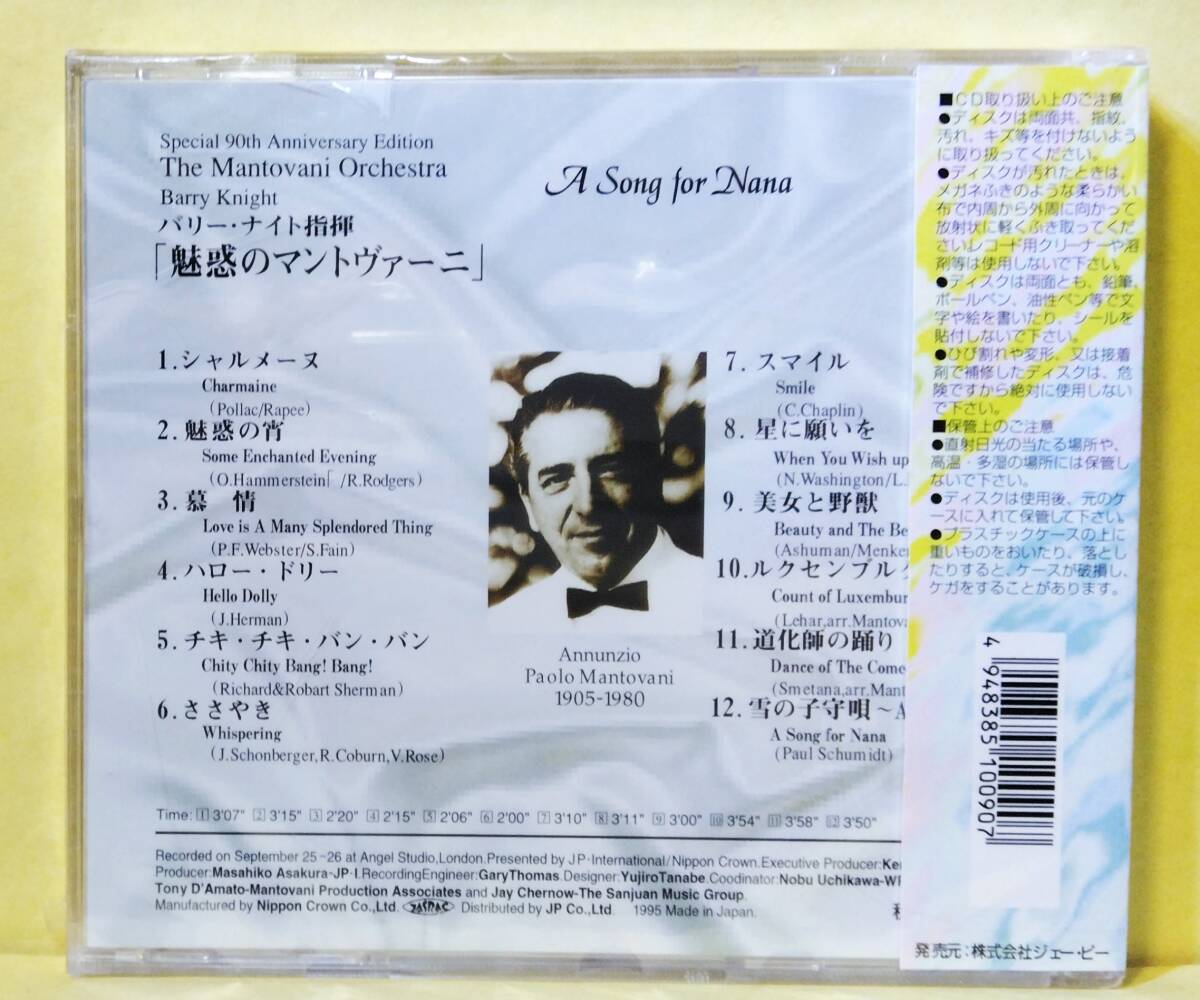 Special 90th Anniversary Edition
The Mantovani Orchestra
Barry Knight
バリー・ナイト指揮
「魅惑のマントヴァーニ」
A Song for Nana
1.シャルメーヌ
Charmaine
(Pollac/Rapee)
2.魅惑の宵
Some Enchanted Evening
(O.Hammerstein「 /R.Rodgers)
3.慕 情
Love is A Many Splendored Thing
(P.F.Webster/S.Fain)
4.ハロー・ドリー
Hello Dolly
(J.Herman)
5.チキ・チキ・バン・バン
Chity Chity Bang! Bang!
(Richard&Robart Sherman)
6.ささやき
Whispering
(J.Schonberger,R.Coburn,V.Rose)
Annunzio
Paolo Mantovani
1905-1980
7. スマイル
Smile
(C.Chaplin)
8. 星に願いを
When You Wish up
(N.Washington/L.
9. 美女と野獣
Beauty and The Be
(Ashuman/Menke
10.ルクセンブルク
Count of Luxembur
(Lehar,arr.Mantova
11.道化師の踊り
Dance of The Come
(Smetana,arr.Mant
12.雪の子守唄～A
A Song for Nana
(Paul Schumidt)
Time: 1 3'07" 2 3'15" 3 2'20" 4 2'15" 5 2'06" 6 2'00" 7 3'10" 8 3'11" 9 3'00" 10 3'54" 11 3'58" 12 3'50"
Recorded on September 25-26 at Angel Studio,London.Presented by JP·International/Nippon Crown.Executive Producer:Ke
Producer:Masahiko Asakura-JP·I.RecordingEngineer:GaryThomas.Designer:YujiroTanabe.Coodinator:Nobu Uchikawa-W
Tony D'Amato-Mantovani Production Associates and Jay Chernow-The Sanjuan Music Group.
Manufactured by Nippon Crown Co.,Ltd. JASRAC Distributed by JP Co.,Ltd. 1995 Made in Japan.
■CD取り扱い上のご注意
●ディスクは両面共、指紋、
汚れ、キズ等を付けないよう
に取り扱ってください。
●ディスクが汚れたときは、
メガネふきのような柔らかい
布で内周から外周に向かって
放射状に軽くふき取ってくだ
さい。レコード用クリーナーや溶
剤等は使用しないで下さい。
●ディスクは両面とも、鉛筆、
ボールペン、油性ペン等で文
字や絵を書いたり、シールを
貼付しないで下さい。
●ひび割れや変形、又は接着
剤で補修したディスクは、危
険ですから絶対に使用しない
で下さい。
■保管上のご注意
●直射日光の当たる場所や、
高温・多湿の場所には保管し
ないで下さい。
●ディスクは使用後、元のケ
ースに入れて保管して下さい。
●プラスチックケースの上に
重いものをおいたり、落とし
たりすると、ケースが破損し、
ケガをすることがあります。
4 948385 100907
発売元:株式会社ジェー・ピー